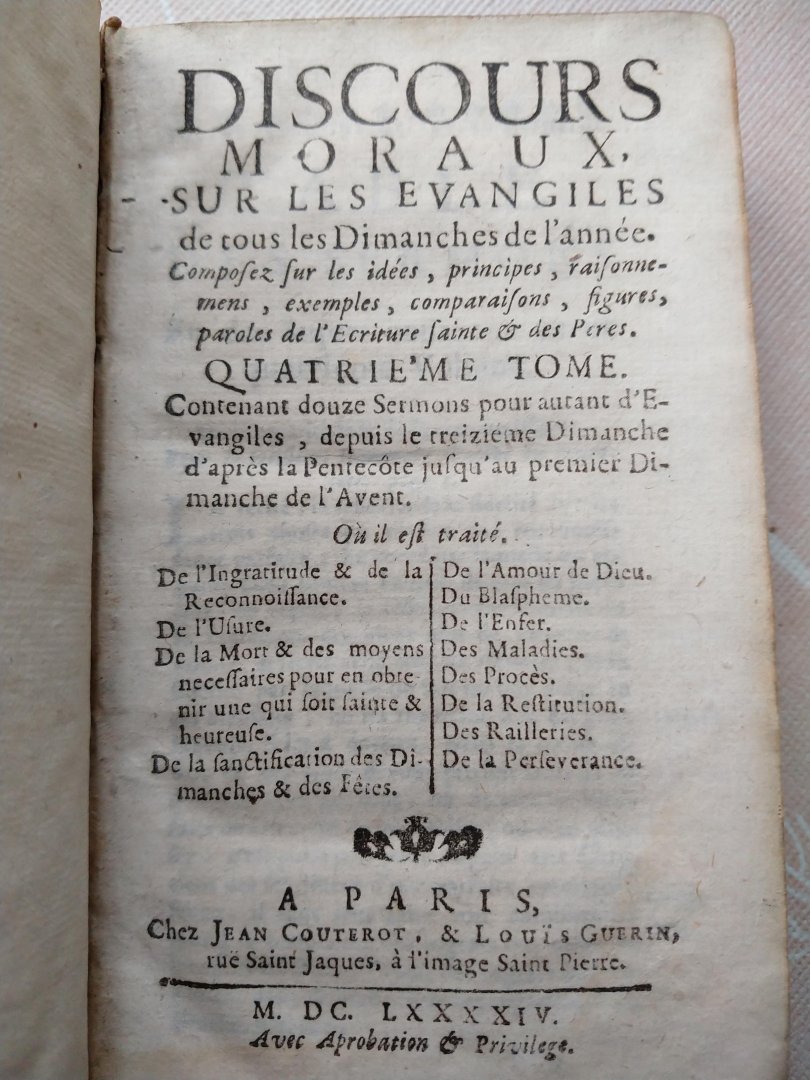 DISCOURS
MORAUX,
SUR LES EVANGILES
de tous les Dimanches de l'année.
Composez sur les idées, principes, raisonne-
mens, exemples, comparaisons, figures,
paroles de l'Ecriture sainte & des Peres.
QUATRIE'ME TOME.
Contenant douze Sermons pour autant d'E-
vangiles, depuis le treiziéme Dimanche
d'après la Pentecôte jusqu'au premier Di-
manche de l'Avent.
Où il est traité.
De l'Ingratitude & de la
Reconnoissance.
De l'Usure.
De la Mort & des moyens
necessaires pour en obte-
nir une qui soit sainte &
heureuse.
De la sanctification des Di-
manches & des Fêtes.
De l'Amour de Dieu.
Du Blaspheme.
De l'Enfer.
Des Maladies.
Des Procès.
De la Restitution.
Des Railleries.
De la Perseverance.
A PARIS,
Chez JEAN COUTEROT, & LOUÏS GUERIN,
ruë Saint Jaques, à l'image Saint Pierre.
M. DC. LXXXXIV.
Avec Aprobation & Privilege.